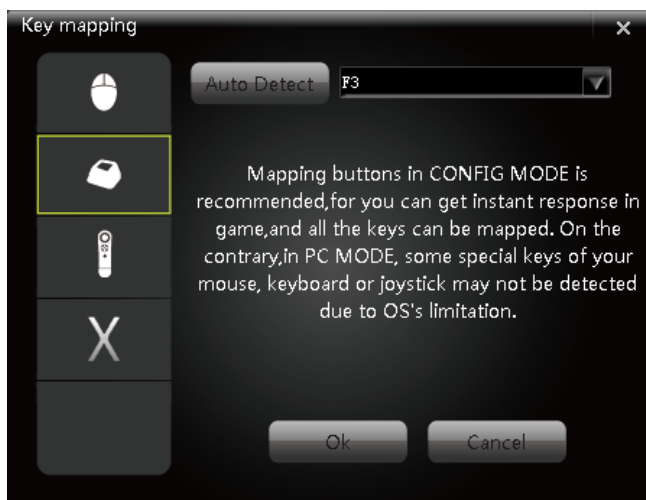 Key mapping
Auto Detect
F3
Mapping buttons in CONFIG MODE is
recommended,for you can get instant response in
game,and all the keys can be mapped. On the
contrary,in PC MODE, some special keys of your
mouse, keyboard or joystick may not be detected
due to OS's limitation.
X
Ok
Cancel